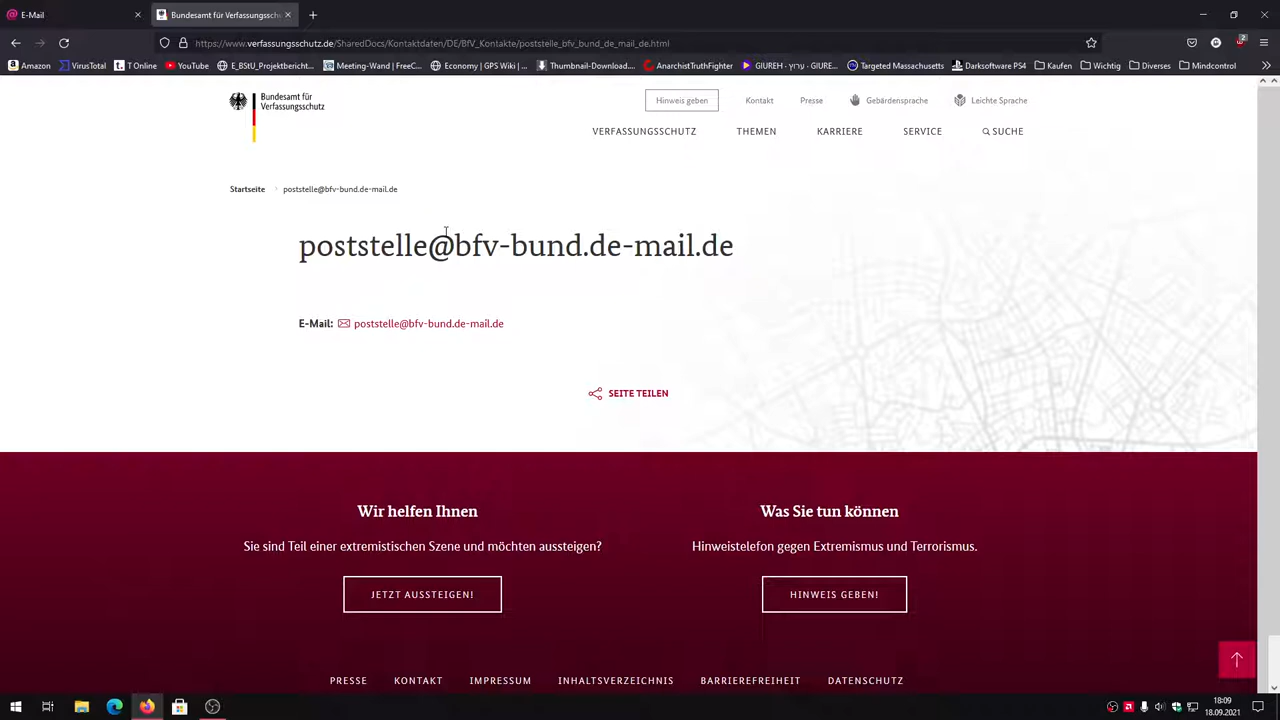 E-Mail
Bundesamt für Verfassungsschutz
https://www.verfassungsschutz.de/SharedDocs/Kontaktdaten/DE/BfV_Kontakte/poststelle_bfv_bund_de_mail_de.html
Amazon VirusTotal t Online YouTube E_BStU_Projektbericht... Meeting-Wand | FreeC... Economy | GPS Wiki | ... Thumbnail-Download... AnarchistTruthFighter GIUREH · גיור - GIURE... Targeted Massachusetts Darksoftware PS4 Kaufen Diverses Mindcontrol
Bundesamt für
Verfassungsschutz
Hinweis geben Kontakt Presse Gebärdensprache Leichte Sprache
VERFASSUNGSSCHUTZ THEMEN KARRIERE SERVICE SUCHE
Startseite poststelle@bfv-bund.de-mail.de
poststelle@bfv-bund.de-mail.de
E-Mail: poststelle@bfv-bund.de-mail.de
SEITE TEILEN
Wir helfen Ihnen Was Sie tun können
Sie sind Teil einer extremistischen Szene und möchten aussteigen? Hinweistelefon gegen Extremismus und Terrorismus.
JETZT AUSSTEIGEN! HINWEIS GEBEN!
PRESSE KONTAKT IMPRESSUM INHALTSVERZEICHNIS BARRIEREFREIHEIT DATENSCHUTZ
18:09
18.09.2021